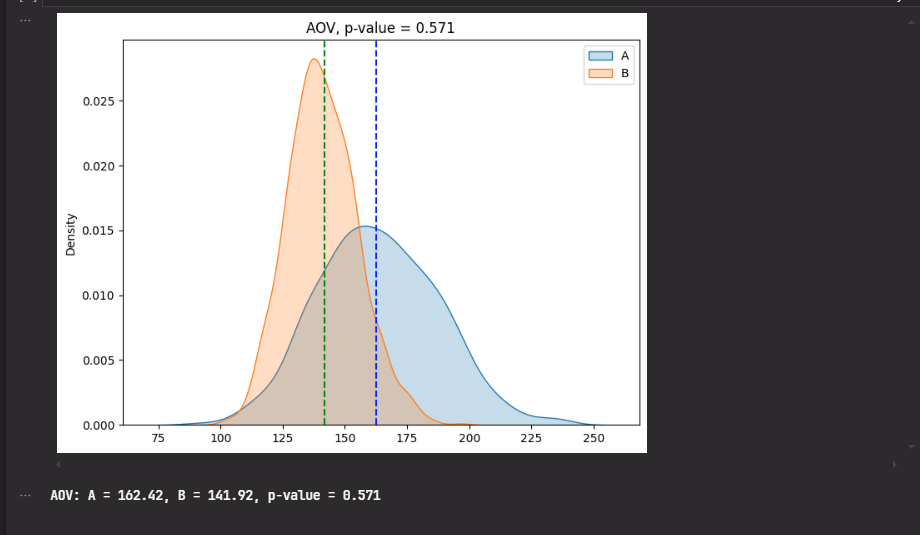 AOV, p-value = 0.571
A
B
0.025
0.020
0.015
0.010
0.005
0.000
Density
75 100 125 150 175 200 225 250
AOV: A = 162.42, B = 141.92, p-value = 0.571